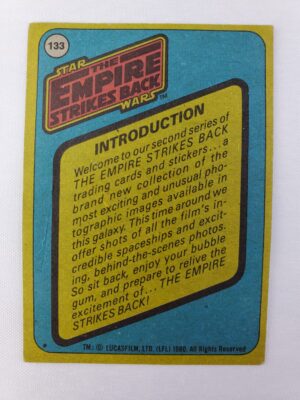 133
STAR
THE
EMPIRE
STRIKES BACK
WARS™
INTRODUCTION
Welcome to our second series of
THE EMPIRE STRIKES BACK
trading cards and stickers... a
brand new collection of the
most exciting and unusual pho-
tographic images available in
this galaxy. This time around we
offer shots of all the film's in-
credible spaceships and excit-
ing, behind-the-scenes photos.
So sit back, enjoy your bubble
gum, and prepare to relive the
excitement of... THE EMPIRE
STRIKES BACK!
TM: © LUCASFILM, LTD. (LFL) 1980. All Rights Reserved